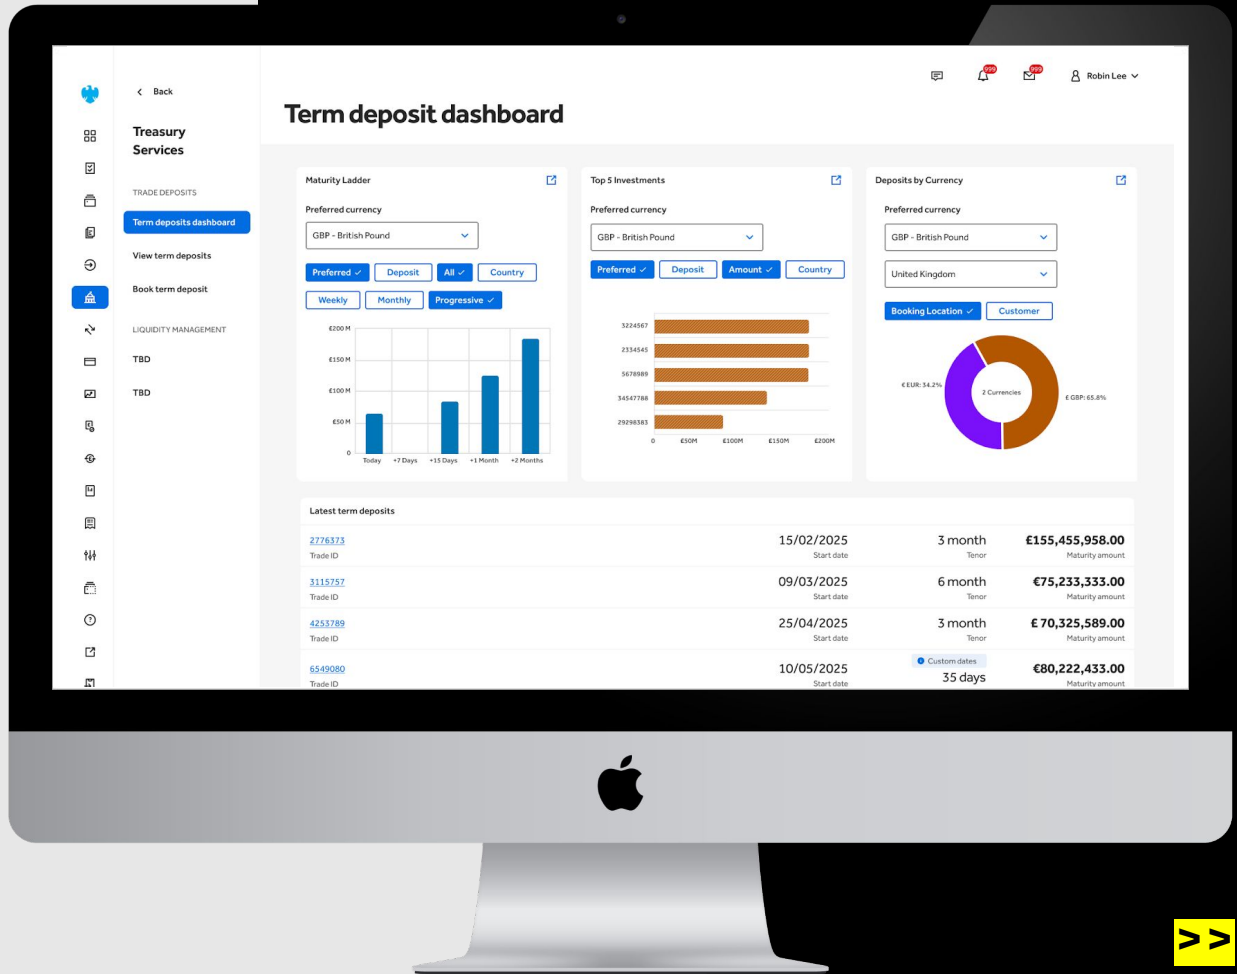 999
999
Robin Lee
Back
Term deposit dashboard
Treasury
Services
TRADE DEPOSITS
Term deposits dashboard
View term deposits
Book term deposit
LIQUIDITY MANAGEMENT
TBD
TBD
Maturity Ladder
Preferred currency
GBP - British Pound
Preferred
Deposit
All
Country
Weekly
Monthly
Progressive
£200 M
£150 M
£100 M
£50 M
0
Today
+7 Days
+15 Days
+1 Month
+2 Months
Top 5 Investments
Preferred currency
GBP - British Pound
Preferred
Deposit
Amount
Country
3224567
2334545
5678989
34547788
29298383
0
£50M
£100M
£150M
£200M
Deposits by Currency
Preferred currency
GBP - British Pound
United Kingdom
Booking Location
Customer
€ EUR: 34.2%
2 Currencies
£ GBP: 65.8%
Latest term deposits
2776373 15/02/2025 3 month £155,455,958.00
Trade ID Start date Tenor Maturity amount
3115757 09/03/2025 6 month €75,233,333.00
Trade ID Start date Tenor Maturity amount
4253789 25/04/2025 3 month £ 70,325,589.00
Trade ID Start date Tenor Maturity amount
Custom dates
6549080 10/05/2025 35 days €80,222,433.00
Trade ID Start date Maturity amount
>>